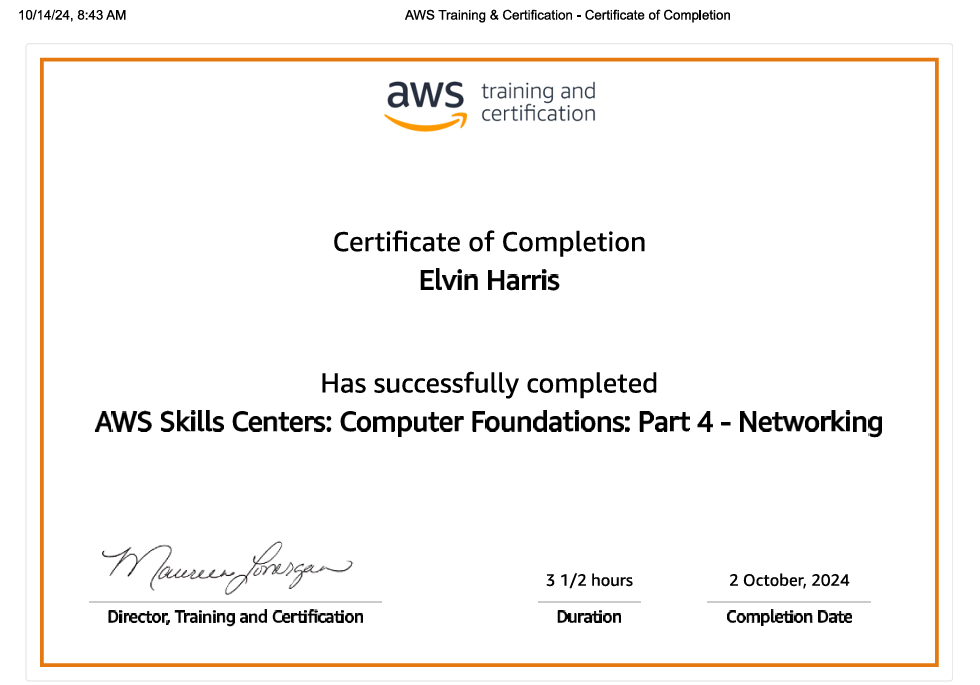 10/14/24, 8:43 AM
AWS Training & Certification - Certificate of Completion
aws training and
certification
Certificate of Completion
Elvin Harris
Has successfully completed
AWS Skills Centers: Computer Foundations: Part 4 - Networking
Maureen Lonergan
3 1/2 hours
2 October, 2024
Director, Training and Certification
Duration
Completion Date